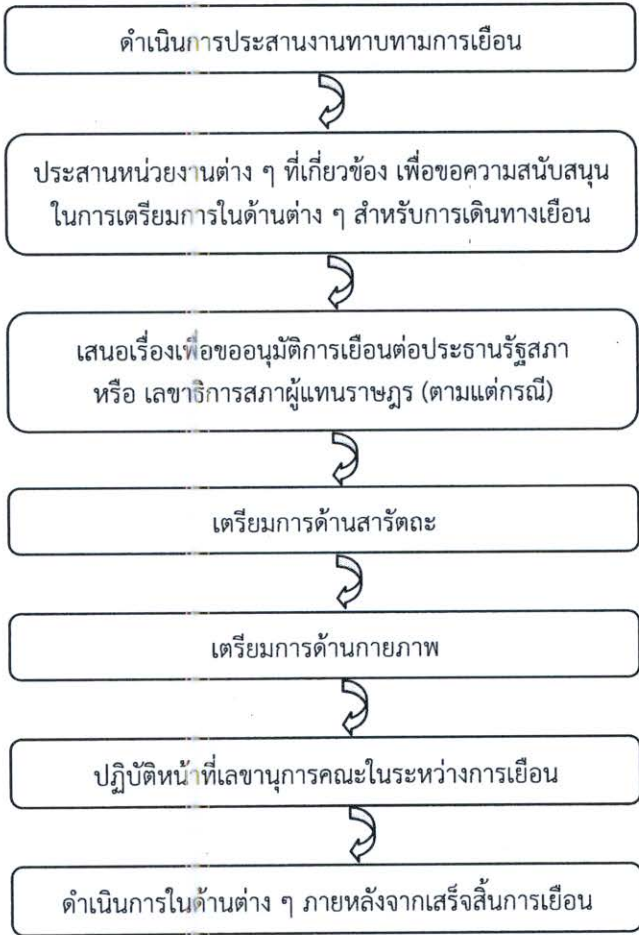 ดำเนินการประสานงานทาบทามการเยือน
ประสานหน่วยงานต่าง ๆ ที่เกี่ยวข้อง เพื่อขอความสนับสนุน
ในการเตรียมการในด้านต่าง ๆ สำหรับการเดินทางเยือน
เสนอเรื่องเพื่อขออนุมัติการเยือนต่อประธานรัฐสภา
หรือ เลขาธิการสภาผู้แทนราษฎร (ตามแต่กรณี)
เตรียมการด้านสารัตถะ
เตรียมการด้านกายภาพ
ปฏิบัติหน้าที่เลขานุการคณะในระหว่างการเยือน
ดำเนินการในด้านต่าง ๆ ภายหลังจากเสร็จสิ้นการเยือน